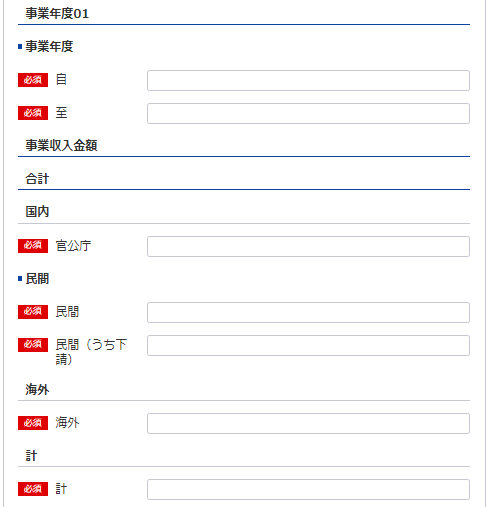 事業年度01
事業年度
必須 自
必須 至
事業収入金額
合計
国内
必須 官公庁
民間
必須 民間
必須 民間（うち下
請）
海外
必須 海外
計
必須 計